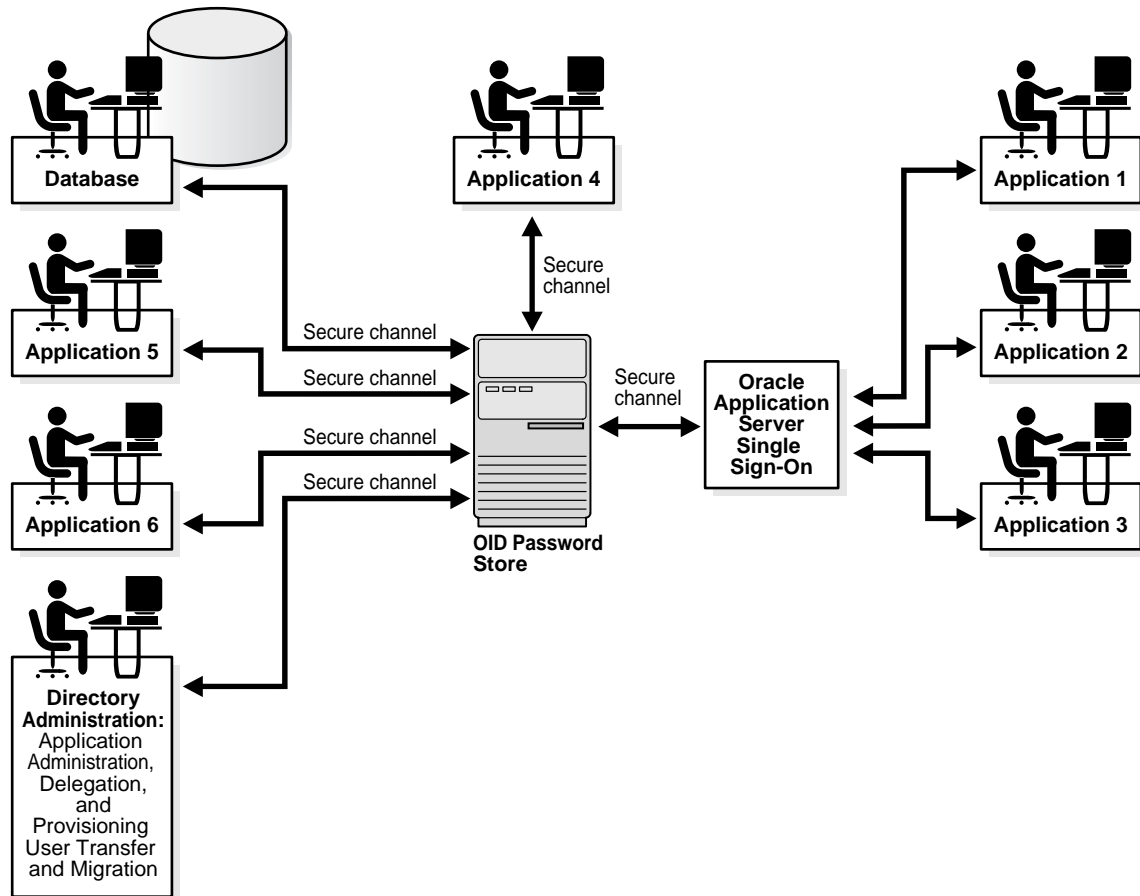 Database
Application 4
Application 1
Secure
channel
Application 5
Secure channel
Application 2
Secure channel
Secure
channel
Oracle
Application
Server
Single
Sign-On
Secure channel
Application 6
Secure channel
Application 3
OID Password
Store
Directory
Administration:
Application
Administration,
Delegation,
and
Provisioning
User Transfer
and Migration